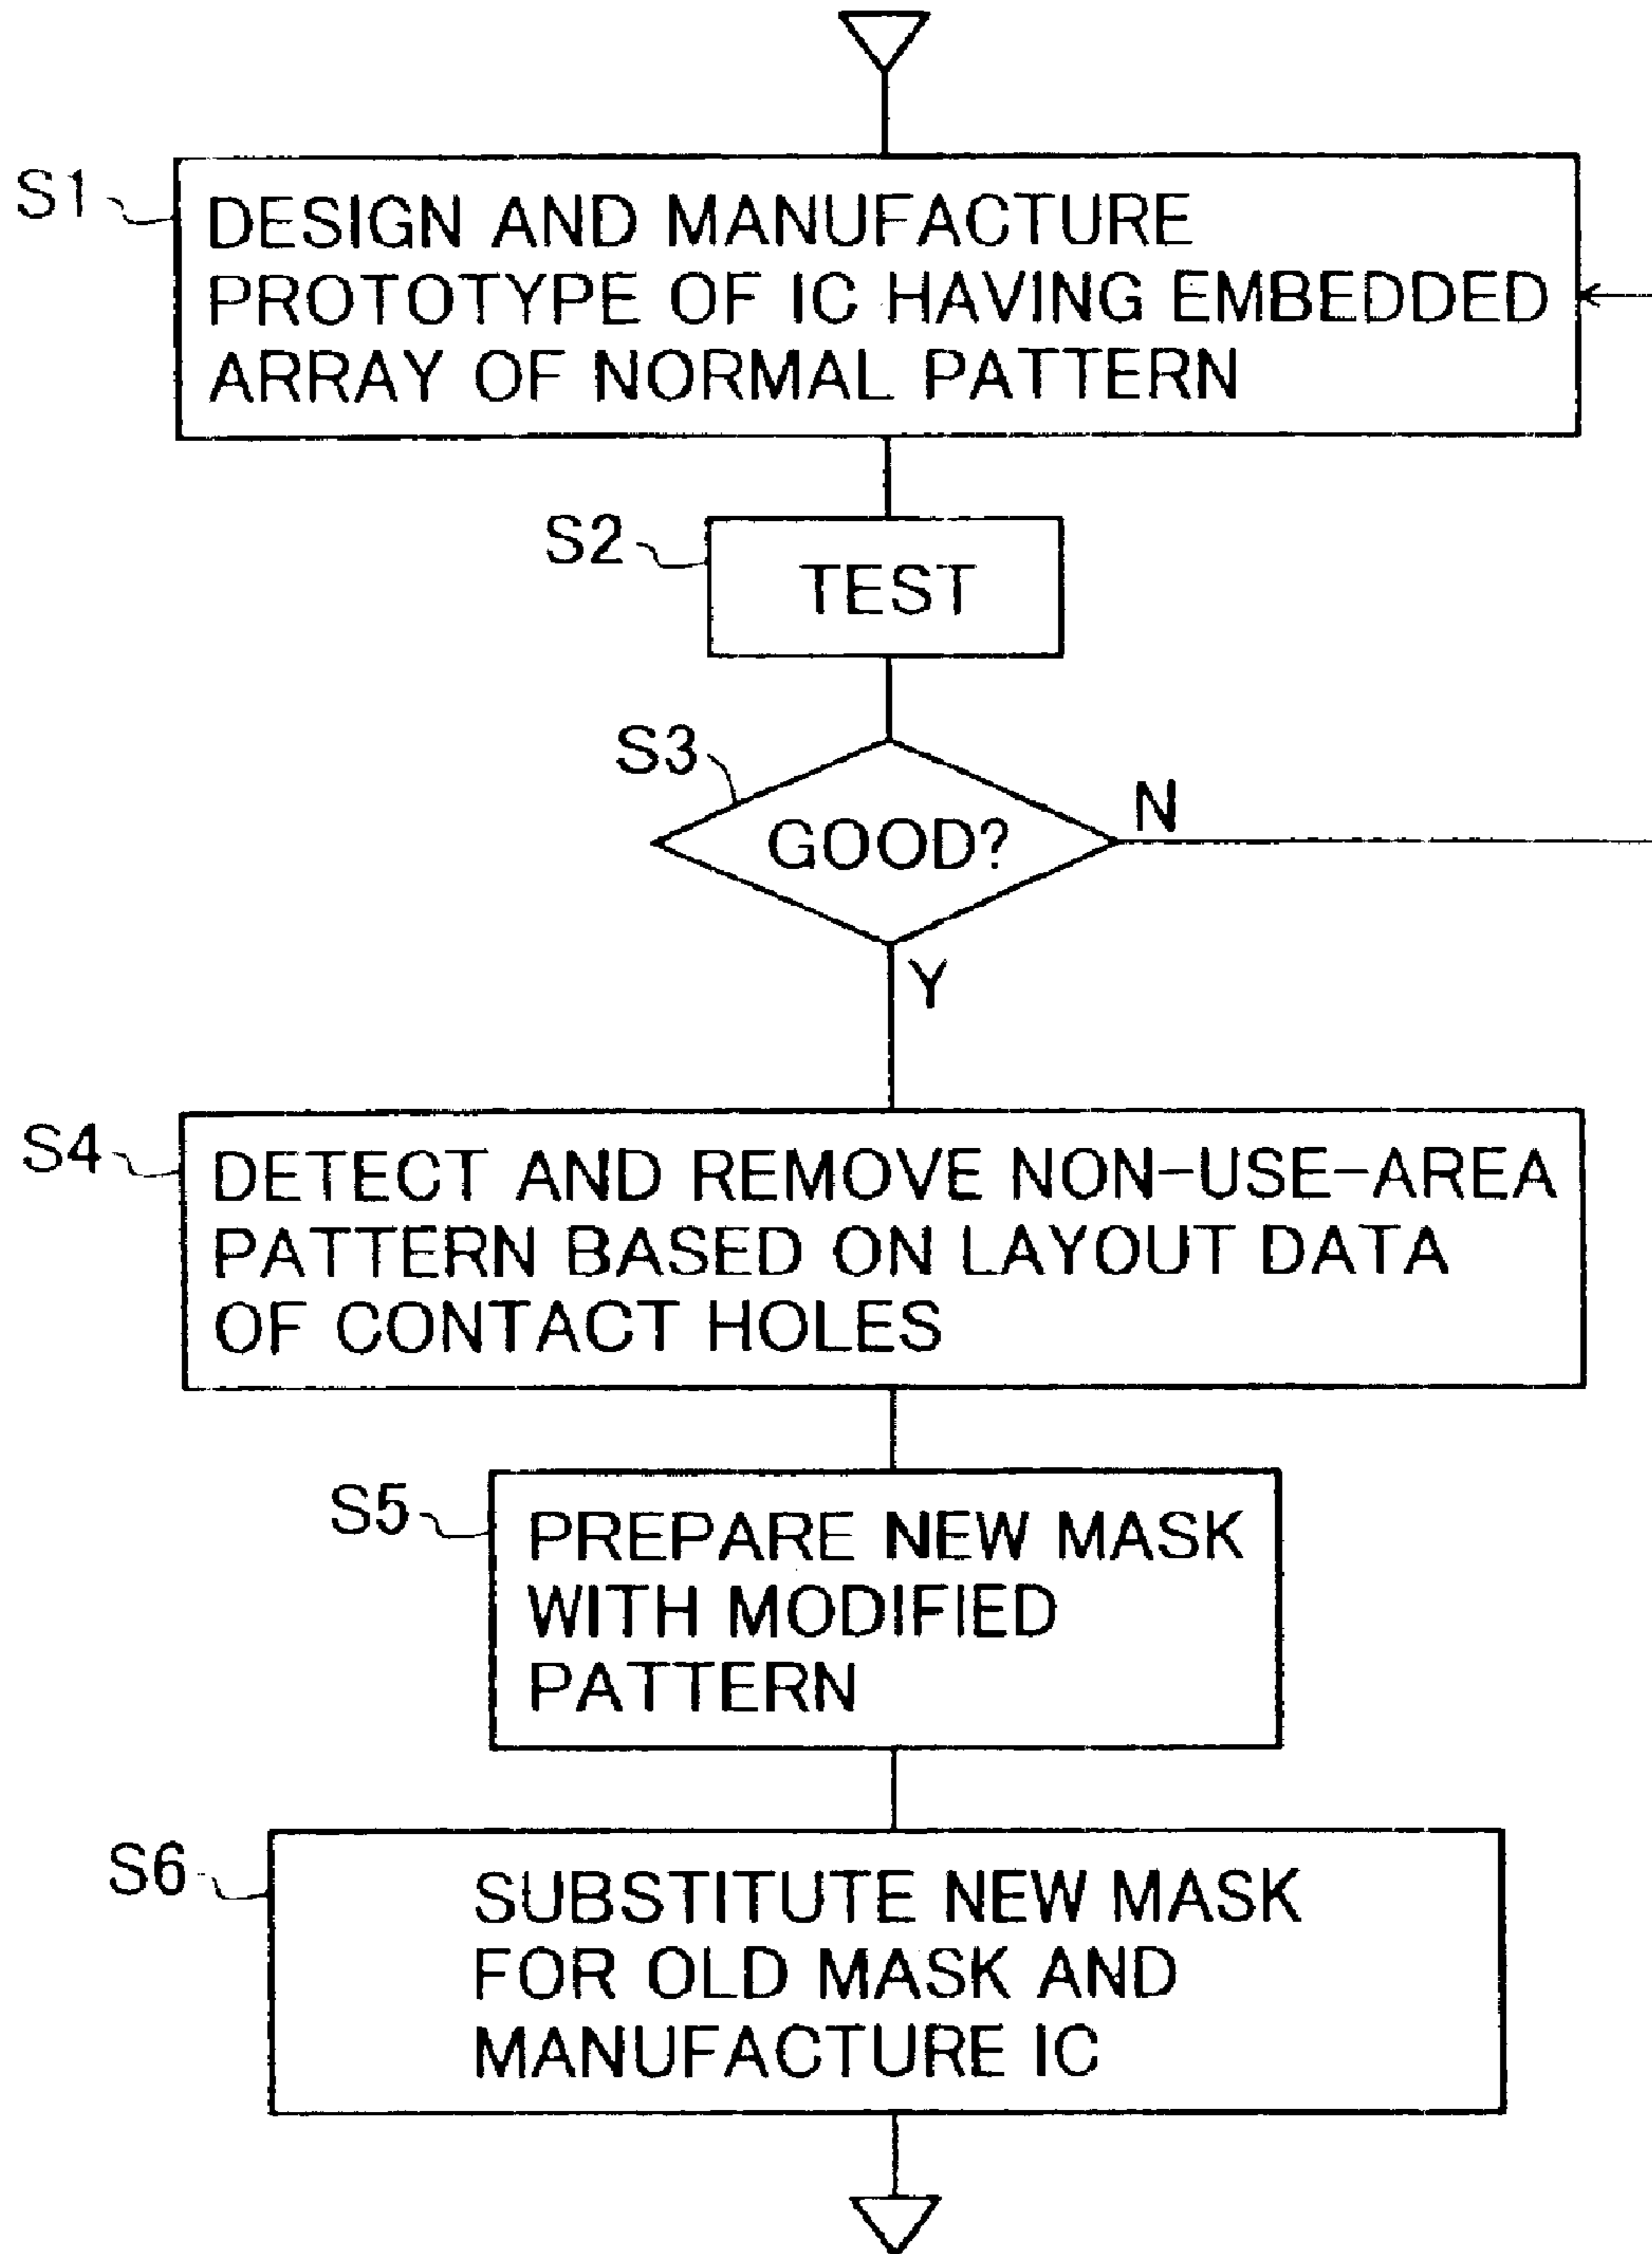 S1
DESIGN AND MANUFACTURE
PROTOTYPE OF IC HAVING EMBEDDED
ARRAY OF NORMAL PATTERN
S2
TEST
S3
GOOD?
N
Y
S4
DETECT AND REMOVE NON-USE-AREA
PATTERN BASED ON LAYOUT DATA
OF CONTACT HOLES
S5
PREPARE NEW MASK
WITH MODIFIED
PATTERN
S6
SUBSTITUTE NEW MASK
FOR OLD MASK AND
MANUFACTURE IC